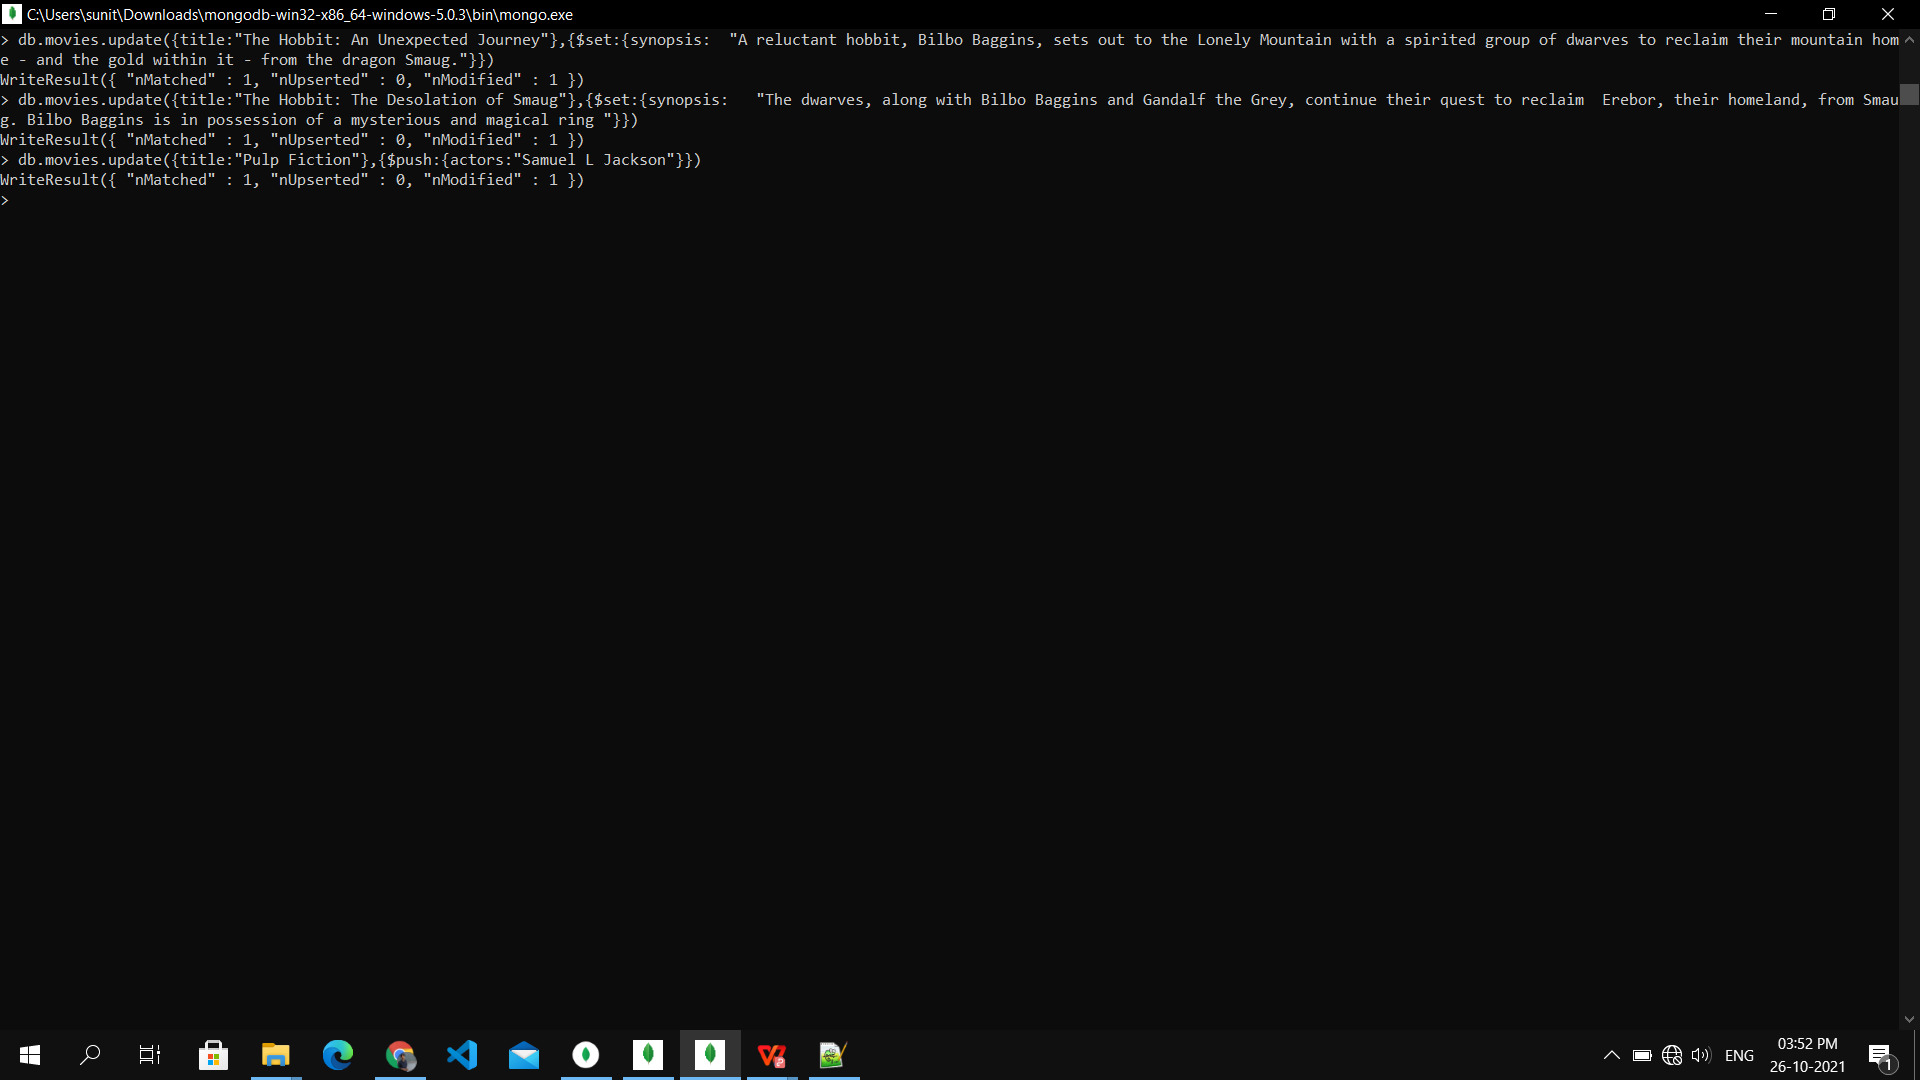 C:\Users\sunit\Downloads\mongodb-win32-x86_64-windows-5.0.3\bin\mongo.exe
> db.movies.update({title:"The Hobbit: An Unexpected Journey"},{$set:{synopsis:  "A reluctant hobbit, Bilbo Baggins, sets out to the Lonely Mountain with a spirited group of dwarves to reclaim their mountain hom
e - and the gold within it - from the dragon Smaug."}})
WriteResult({ "nMatched" : 1, "nUpserted" : 0, "nModified" : 1 })
> db.movies.update({title:"The Hobbit: The Desolation of Smaug"},{$set:{synopsis:   "The dwarves, along with Bilbo Baggins and Gandalf the Grey, continue their quest to reclaim  Erebor, their homeland, from Smau
g. Bilbo Baggins is in possession of a mysterious and magical ring "}})
WriteResult({ "nMatched" : 1, "nUpserted" : 0, "nModified" : 1 })
> db.movies.update({title:"Pulp Fiction"},{$push:{actors:"Samuel L Jackson"}})
WriteResult({ "nMatched" : 1, "nUpserted" : 0, "nModified" : 1 })
>
ENG
03:52 PM
26-10-2021
1